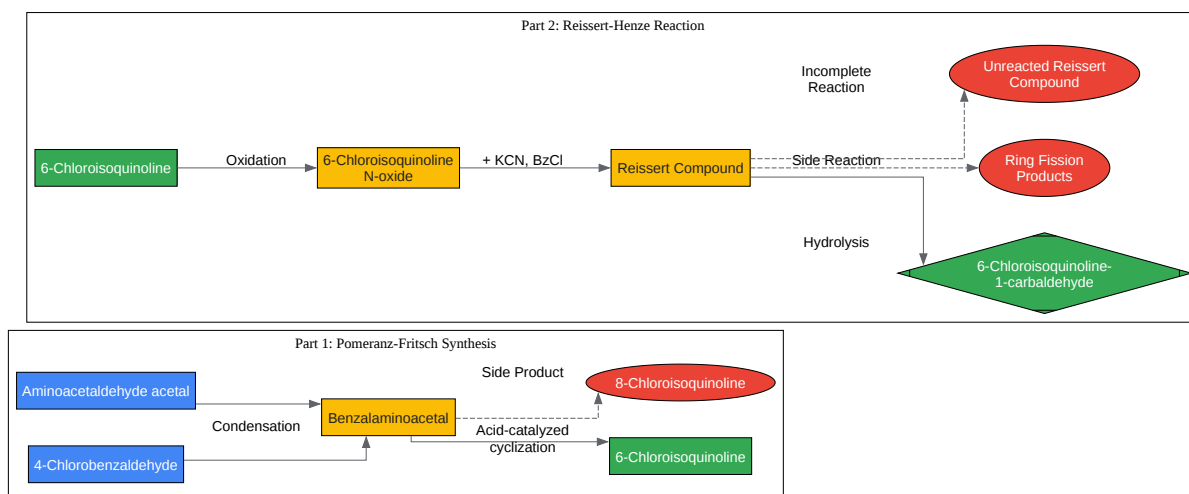 Part 2: Reissert-Henze Reaction
Incomplete
Reaction
Unreacted Reissert
Compound
6-Chloroisoquinoline
Oxidation
6-Chloroisoquinoline
N-oxide
+ KCN, BzCl
Reissert Compound
Side Reaction
Ring Fission
Products
Hydrolysis
6-Chloroisoquinoline-
1-carbaldehyde
Part 1: Pomeranz-Fritsch Synthesis
Aminoacetaldehyde acetal
4-Chlorobenzaldehyde
Condensation
Benzalaminoacetal
Side Product
8-Chloroisoquinoline
Acid-catalyzed
cyclization
6-Chloroisoquinoline